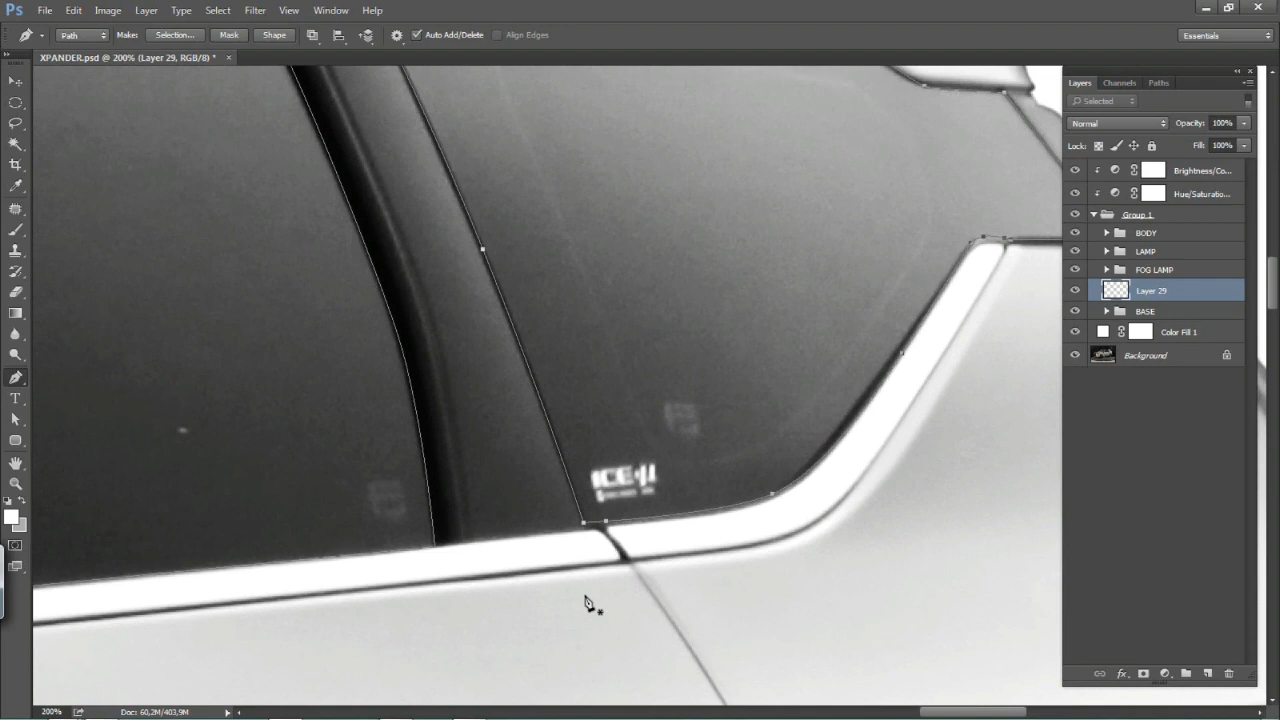 Ps File Edit Image Layer Type Select Filter View Window Help
Path Make: Selection... Mask Shape Auto Add/Delete Align Edges Essentials
XPANDER.psd @ 200% (Layer 29, RGB/8) * ×
Layers Channels Paths
Selected
Normal Opacity: 100%
Lock: Fill: 100%
Brightness/Co...
Hue/Saturatio...
Group 1
BODY
LAMP
FOG LAMP
Layer 29
BASE
Color Fill 1
Background
ICE-µ
200% Doc: 60,2M/403,9M